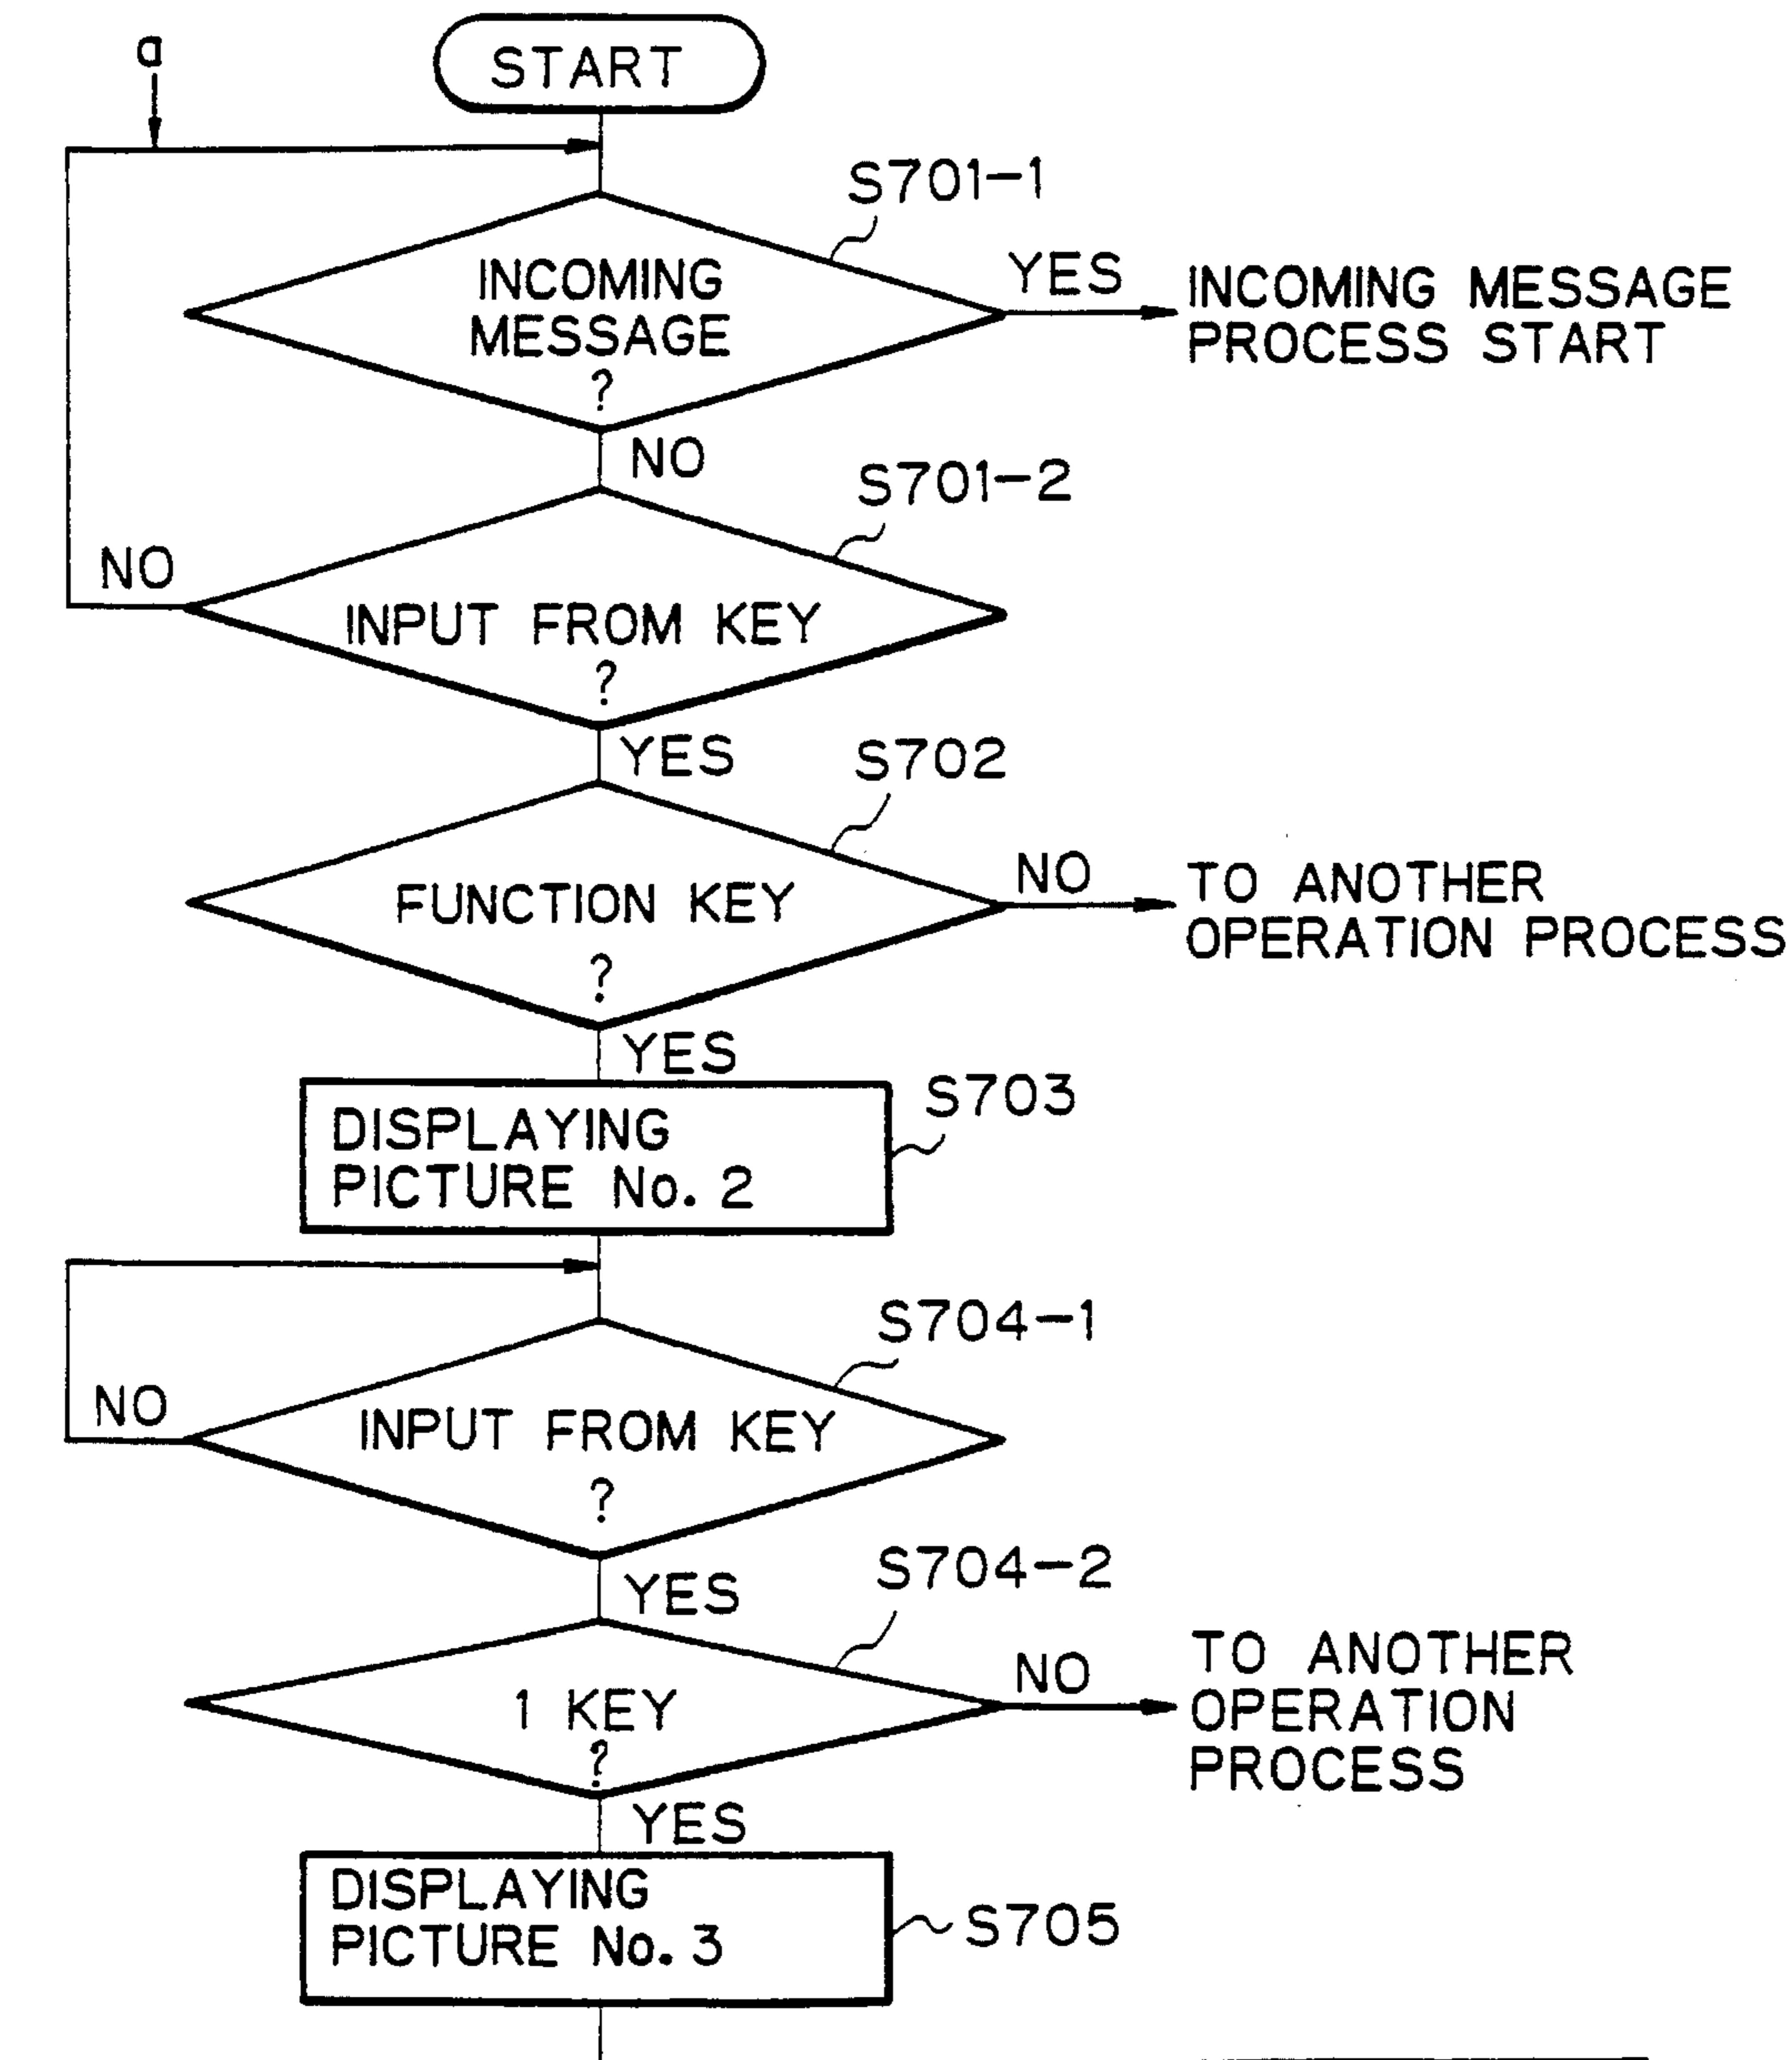 a
START
S701-1
INCOMING
MESSAGE
?
YES
INCOMING MESSAGE
PROCESS START
NO
S701-2
NO
INPUT FROM KEY
?
YES
S702
FUNCTION KEY
?
NO
TO ANOTHER
OPERATION PROCESS
YES
S703
DISPLAYING
PICTURE No. 2
S704-1
NO
INPUT FROM KEY
?
YES
S704-2
1 KEY
?
NO
TO ANOTHER
OPERATION
PROCESS
YES
DISPLAYING
PICTURE No. 3
S705